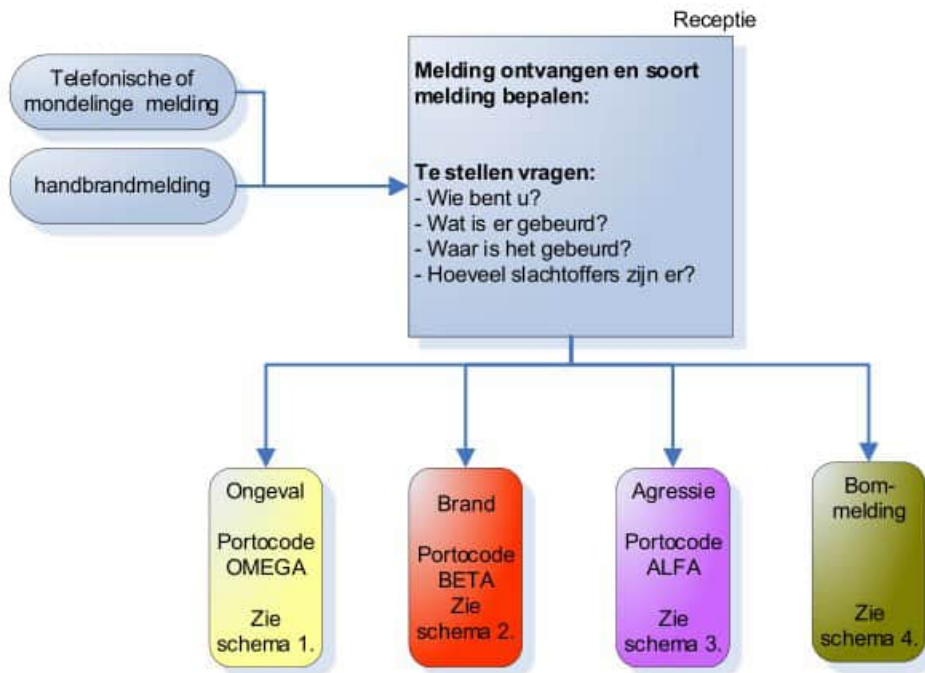 Receptie
Telefonische of
mondelinge melding
handbrandmelding
Melding ontvangen en soort
melding bepalen:
Te stellen vragen:
- Wie bent u?
- Wat is er gebeurd?
- Waar is het gebeurd?
- Hoeveel slachtoffers zijn er?
Ongeval
Portocode
OMEGA
Zie
schema 1.
Brand
Portocode
BETA
Zie
schema 2.
Agressie
Portocode
ALFA
Zie
schema 3.
Bom-
melding
Zie
schema 4.